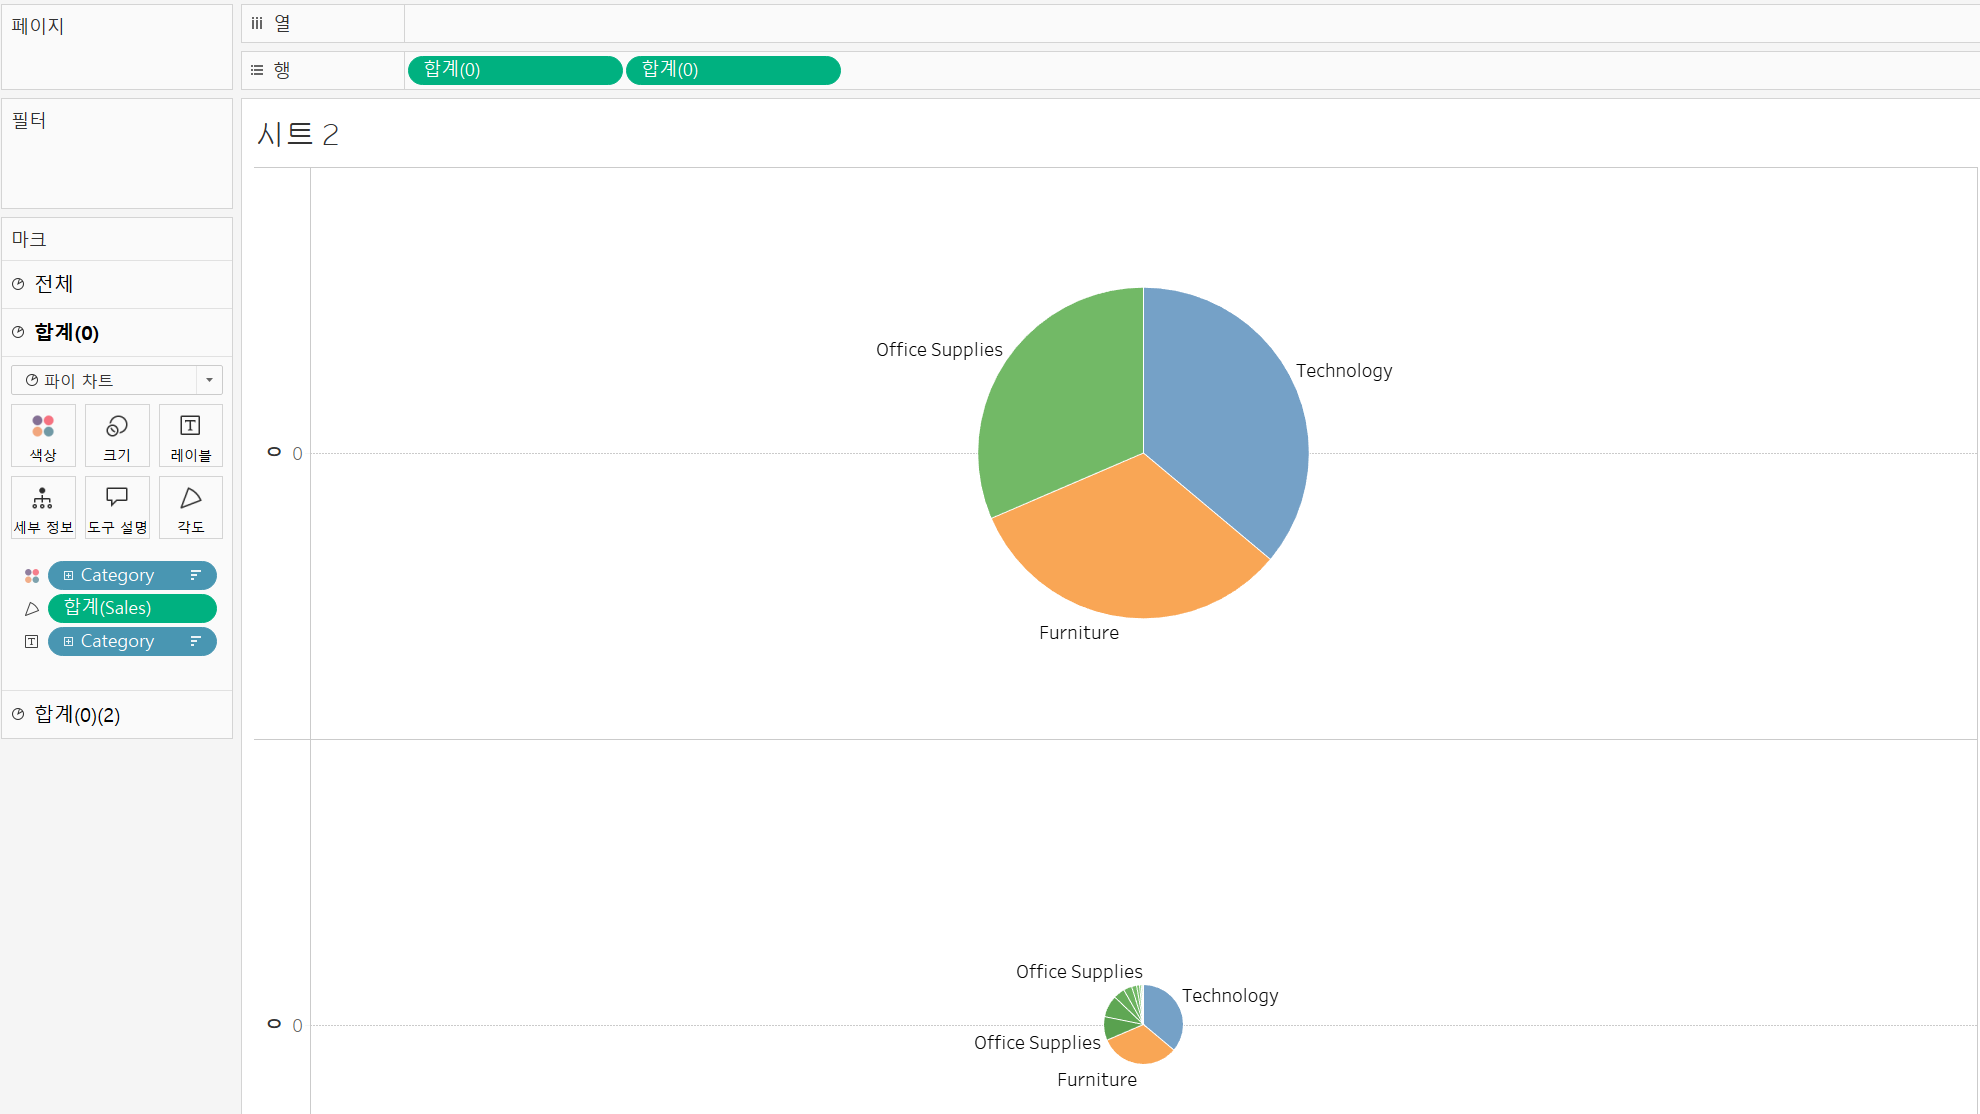 페이지
열
행
합계(0) 합계(0)
필터
시트 2
마크
전체
합계(0)
파이 차트
색상 크기 레이블
세부 정보 도구 설명 각도
Category
합계(Sales)
Category
합계(0)(2)
Office Supplies
Technology
0 0
Furniture
Office Supplies
Technology
0 0
Office Supplies
Furniture